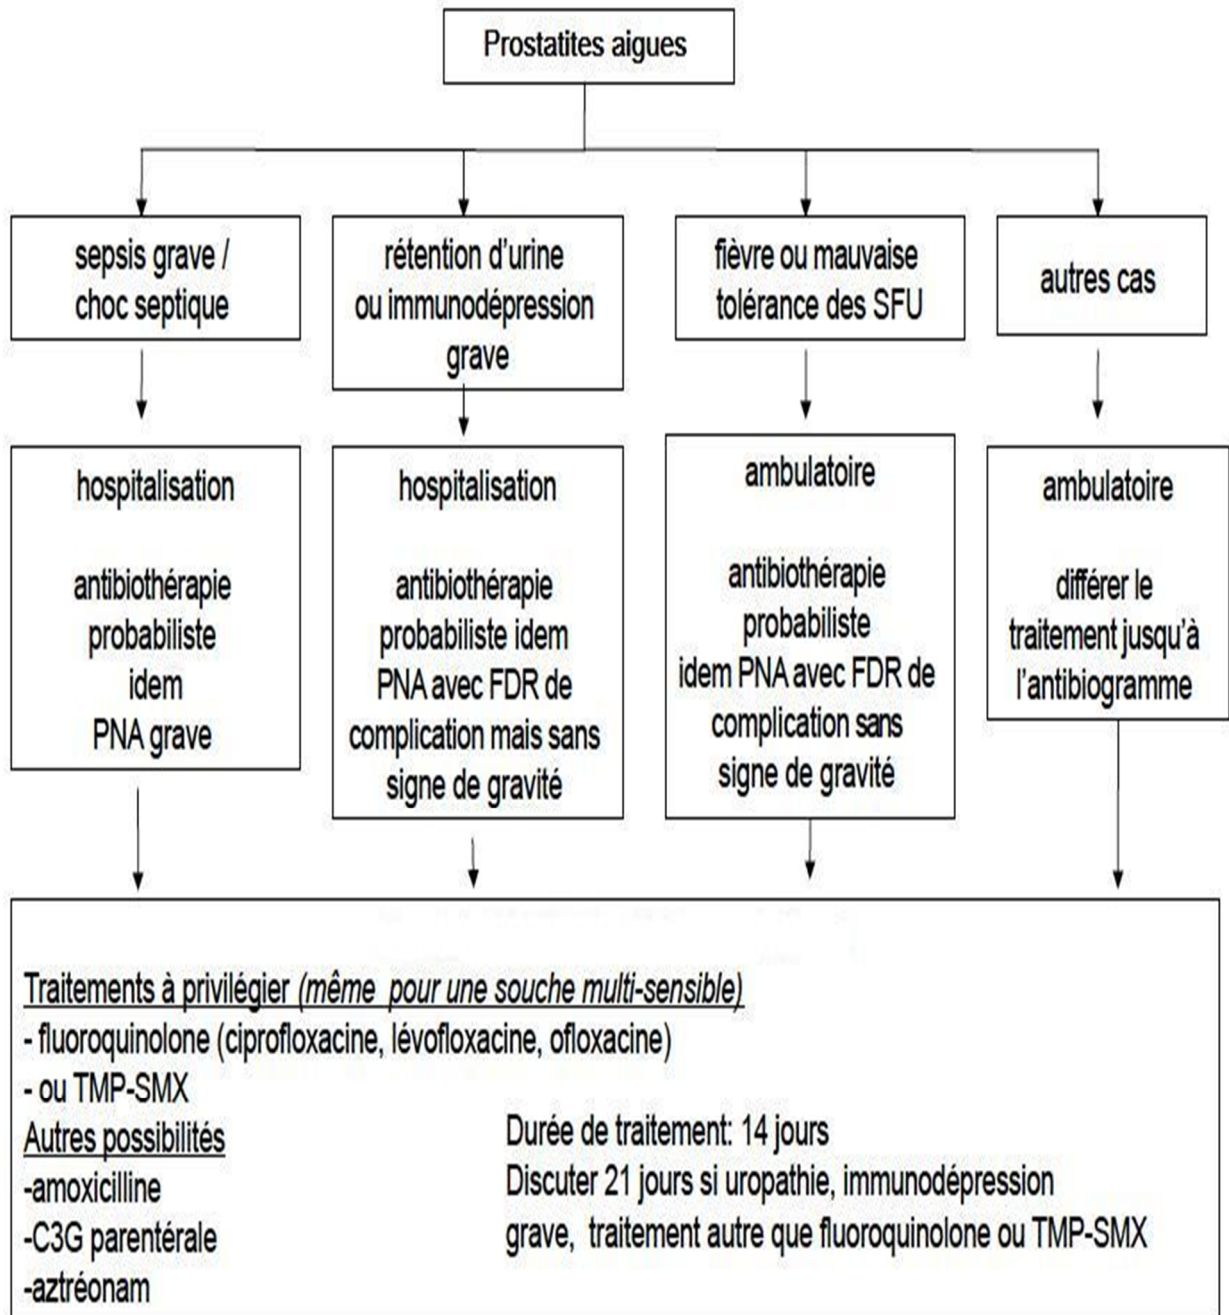 Prostatites aigues
sepsis grave /
choc septique
rétention d'urine
ou immunodépression
grave
fièvre ou mauvaise
tolérance des SFU
autres cas
hospitalisation
antibiothérapie
probabiliste
idem
PNA grave
hospitalisation
antibiothérapie
probabiliste idem
PNA avec FDR de
complication mais sans
signe de gravité
ambulatoire
antibiothérapie
probabiliste
idem PNA avec FDR de
complication sans
signe de gravité
ambulatoire
différer le
traitement jusqu'à
l'antibiogramme
Traitements à privilégier (même pour une souche multi-sensible)
- fluoroquinolone (ciprofloxacine, lévofloxacine, ofloxacine)
- ou TMP-SMX
Autres possibilités
-amoxicilline
-C3G parentérale
-aztréonam
Durée de traitement: 14 jours
Discuter 21 jours si uropathie, immunodépression
grave, traitement autre que fluoroquinolone ou TMP-SMX